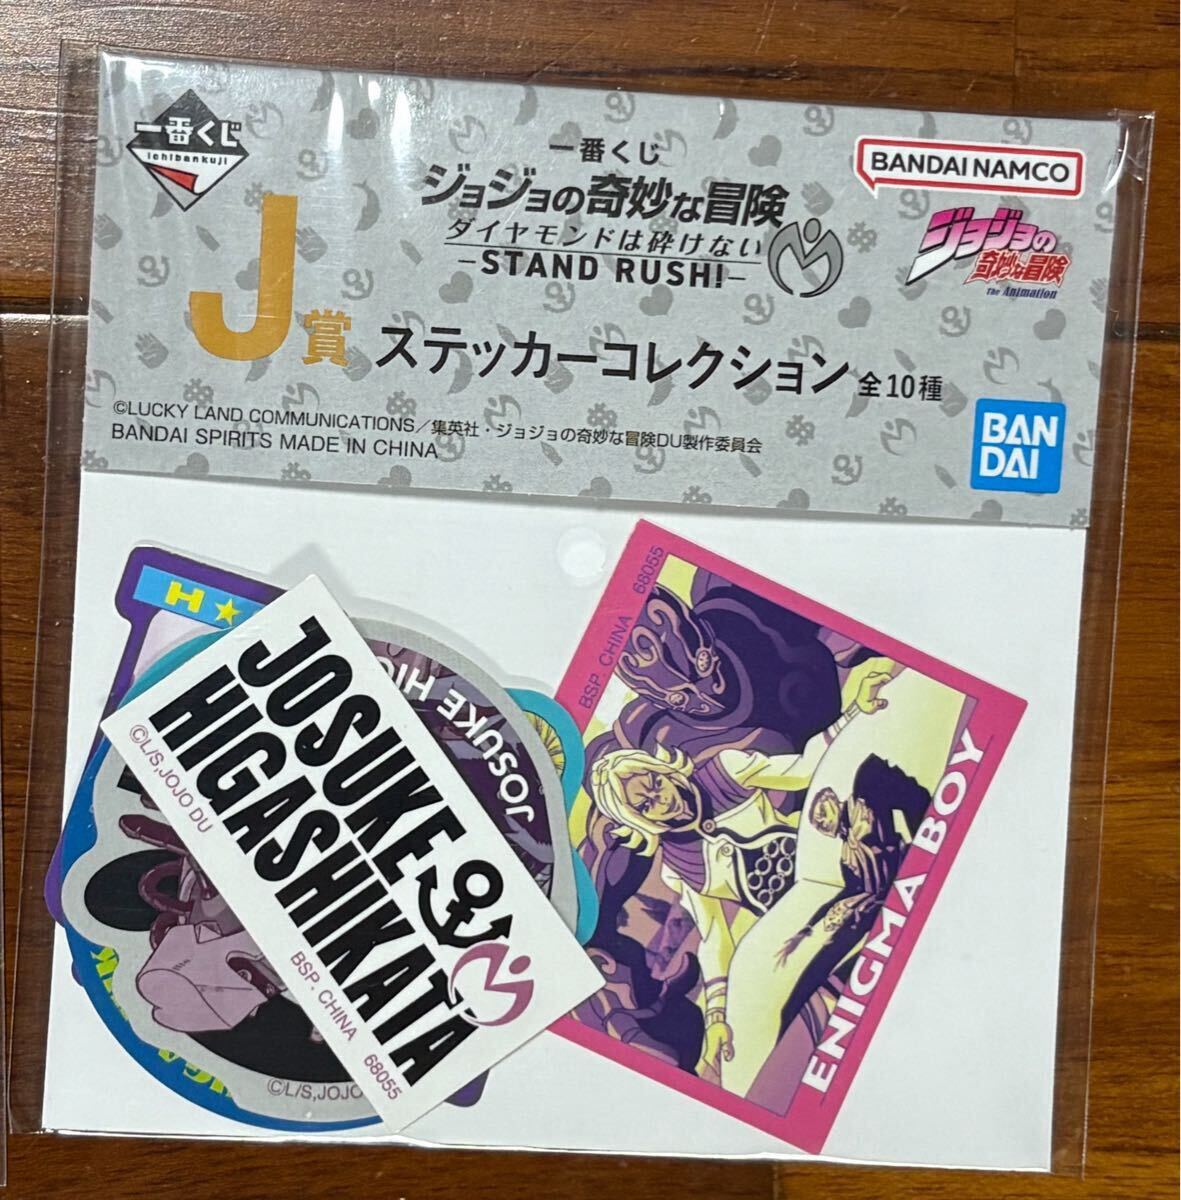 一番くじ
ichibankuji
一番くじ
ジョジョの奇妙な冒険
ダイヤモンドは砕けない
-STAND RUSH!-
BANDAI NAMCO
ジョジョの
奇妙な冒険
The Animation
J賞 ステッカーコレクション 全10種
©LUCKY LAND COMMUNICATIONS／集英社・ジョジョの奇妙な冒険DU製作委員会
BANDAI SPIRITS MADE IN CHINA
BAN
DAI
H★
JOSUKE HIG
JOSUKE
HIGASHIKATA
©L/S,JOJO DU
BSP. CHINA 68055
©L/S,JOJO
BSP. CHINA 68055
ENIGMA BOY